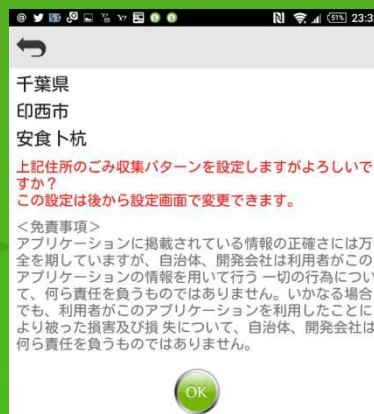 51% 23:3
千葉県
印西市
安食卜杭
上記住所のごみ収集パターンを設定しますがよろしいで
すか？
この設定は後から設定画面で変更できます。
＜免責事項＞
アプリケーションに掲載されている情報の正確さには万
全を期していますが、自治体、開発会社は利用者がこの
アプリケーションの情報を用いて行う一切の行為につい
て、何ら責任を負うものではありません。いかなる場合
でも、利用者がこのアプリケーションを利用したことに
より被った損害及び損 失について、自治体、開発会社は
何ら責任を負うものではありません。
OK